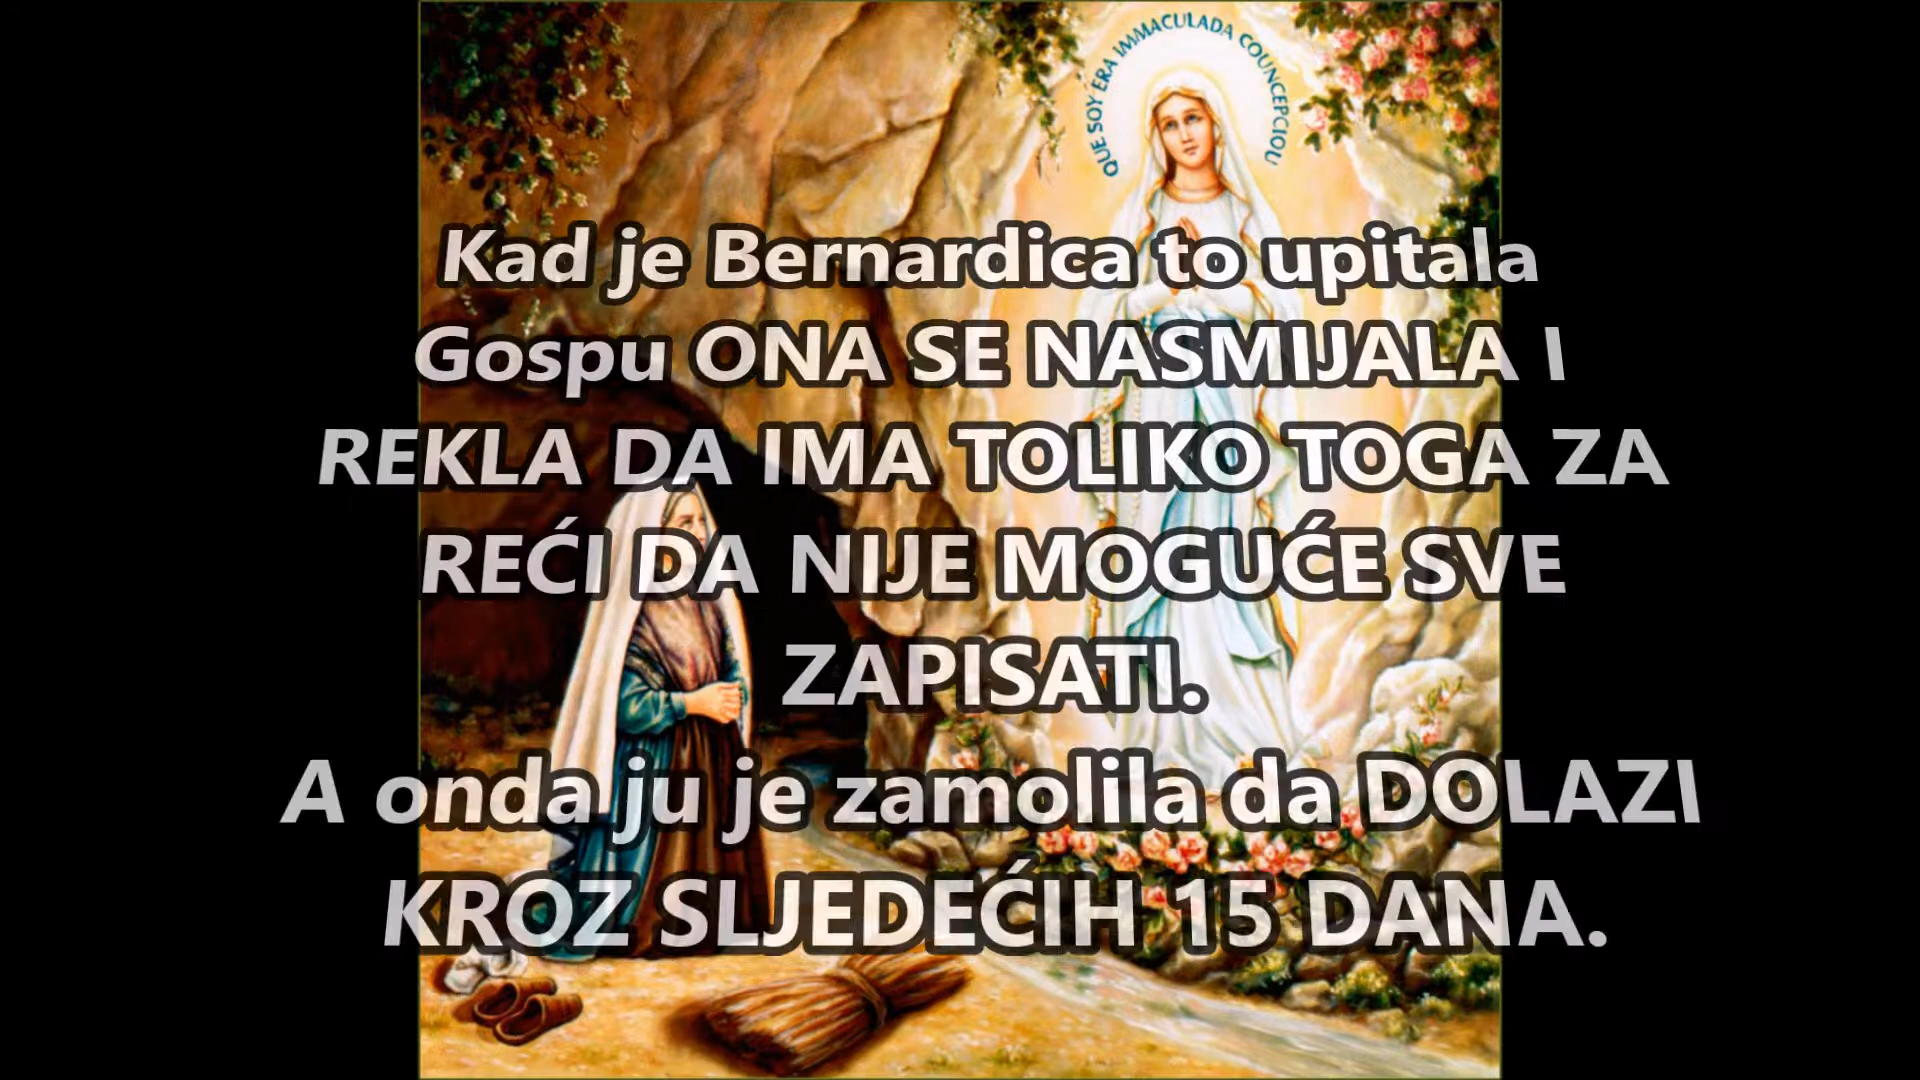 QUE SOY ERA IMMACULADA COUNCEPCIOU
Kad je Bernardica to upitala
Gospu ONA SE NASMIJALA I
REKLA DA IMA TOLIKO TOGA ZA
REĆI DA NIJE MOGUĆE SVE
ZAPISATI.
A onda ju je zamolila da DOLAZI
KROZ SLJEDEĆIH 15 DANA.